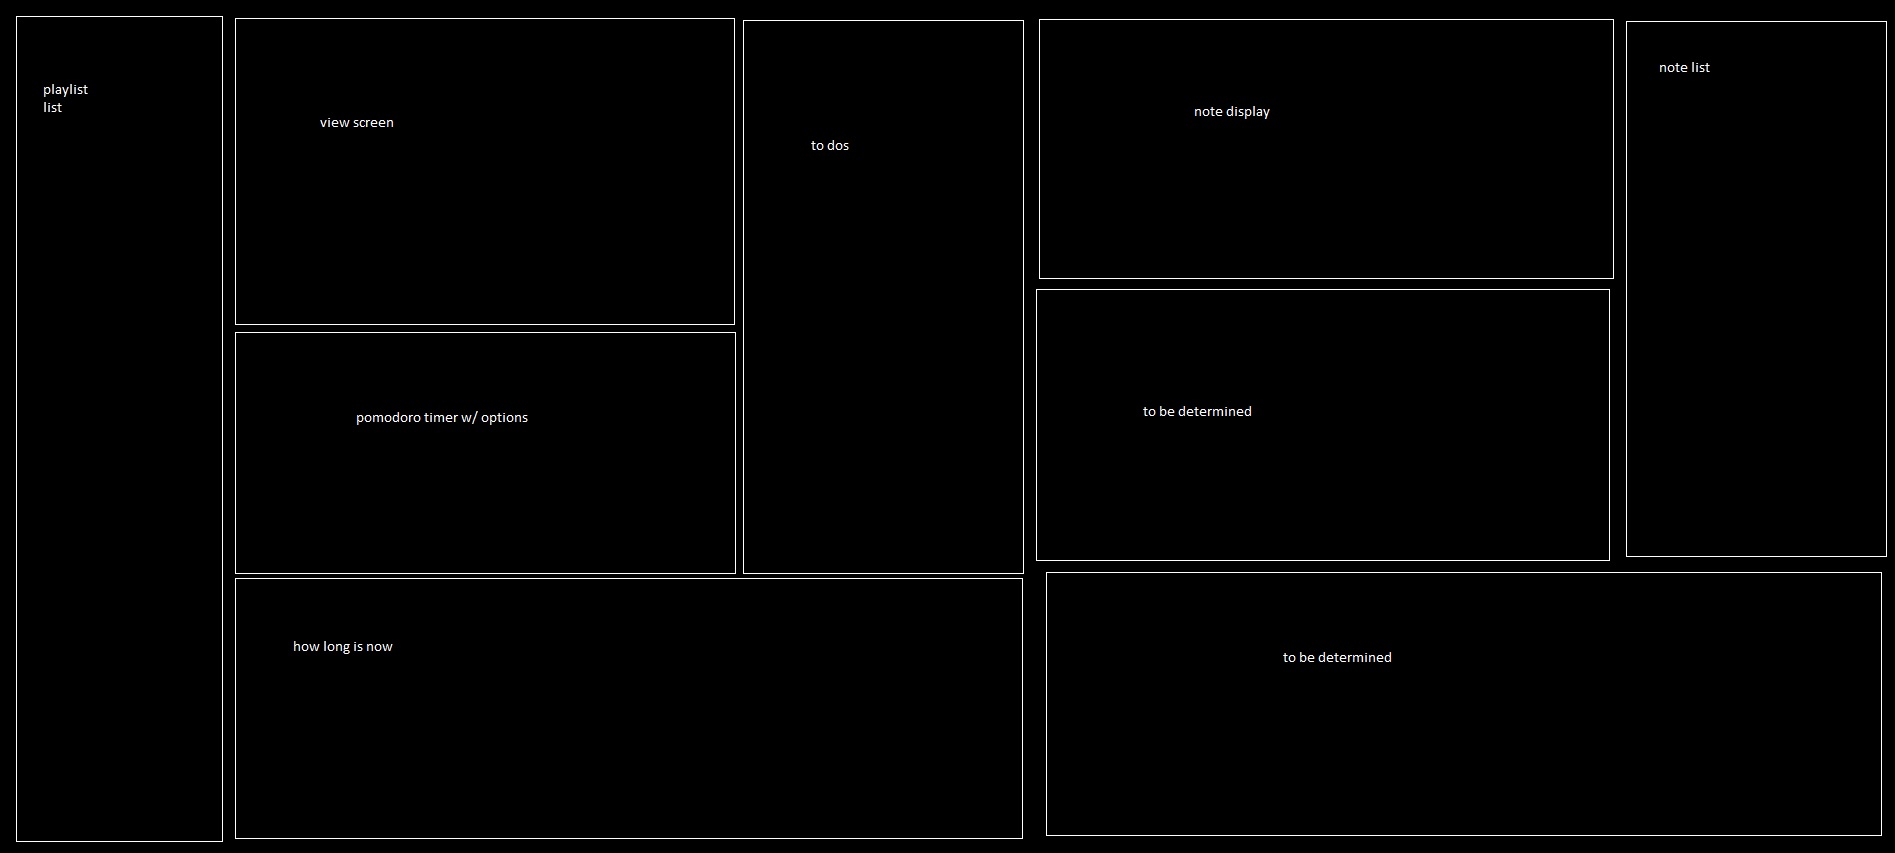 playlist
list
view screen
to dos
note display
note list
pomodoro timer w/ options
to be determined
how long is now
to be determined